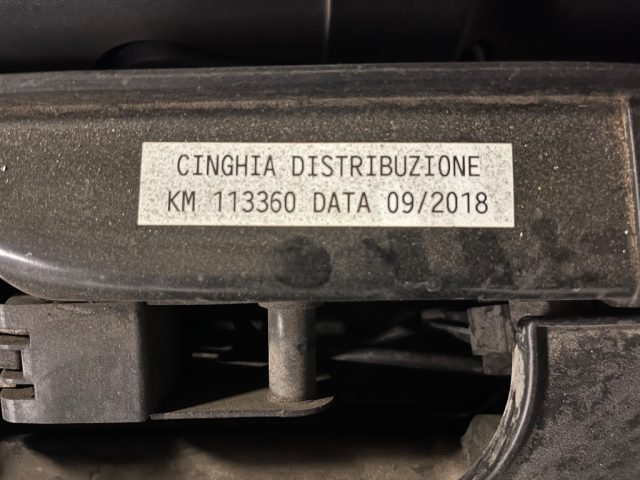 CINGHIA DISTRIBUZIONE
KM 113360 DATA 09/2018